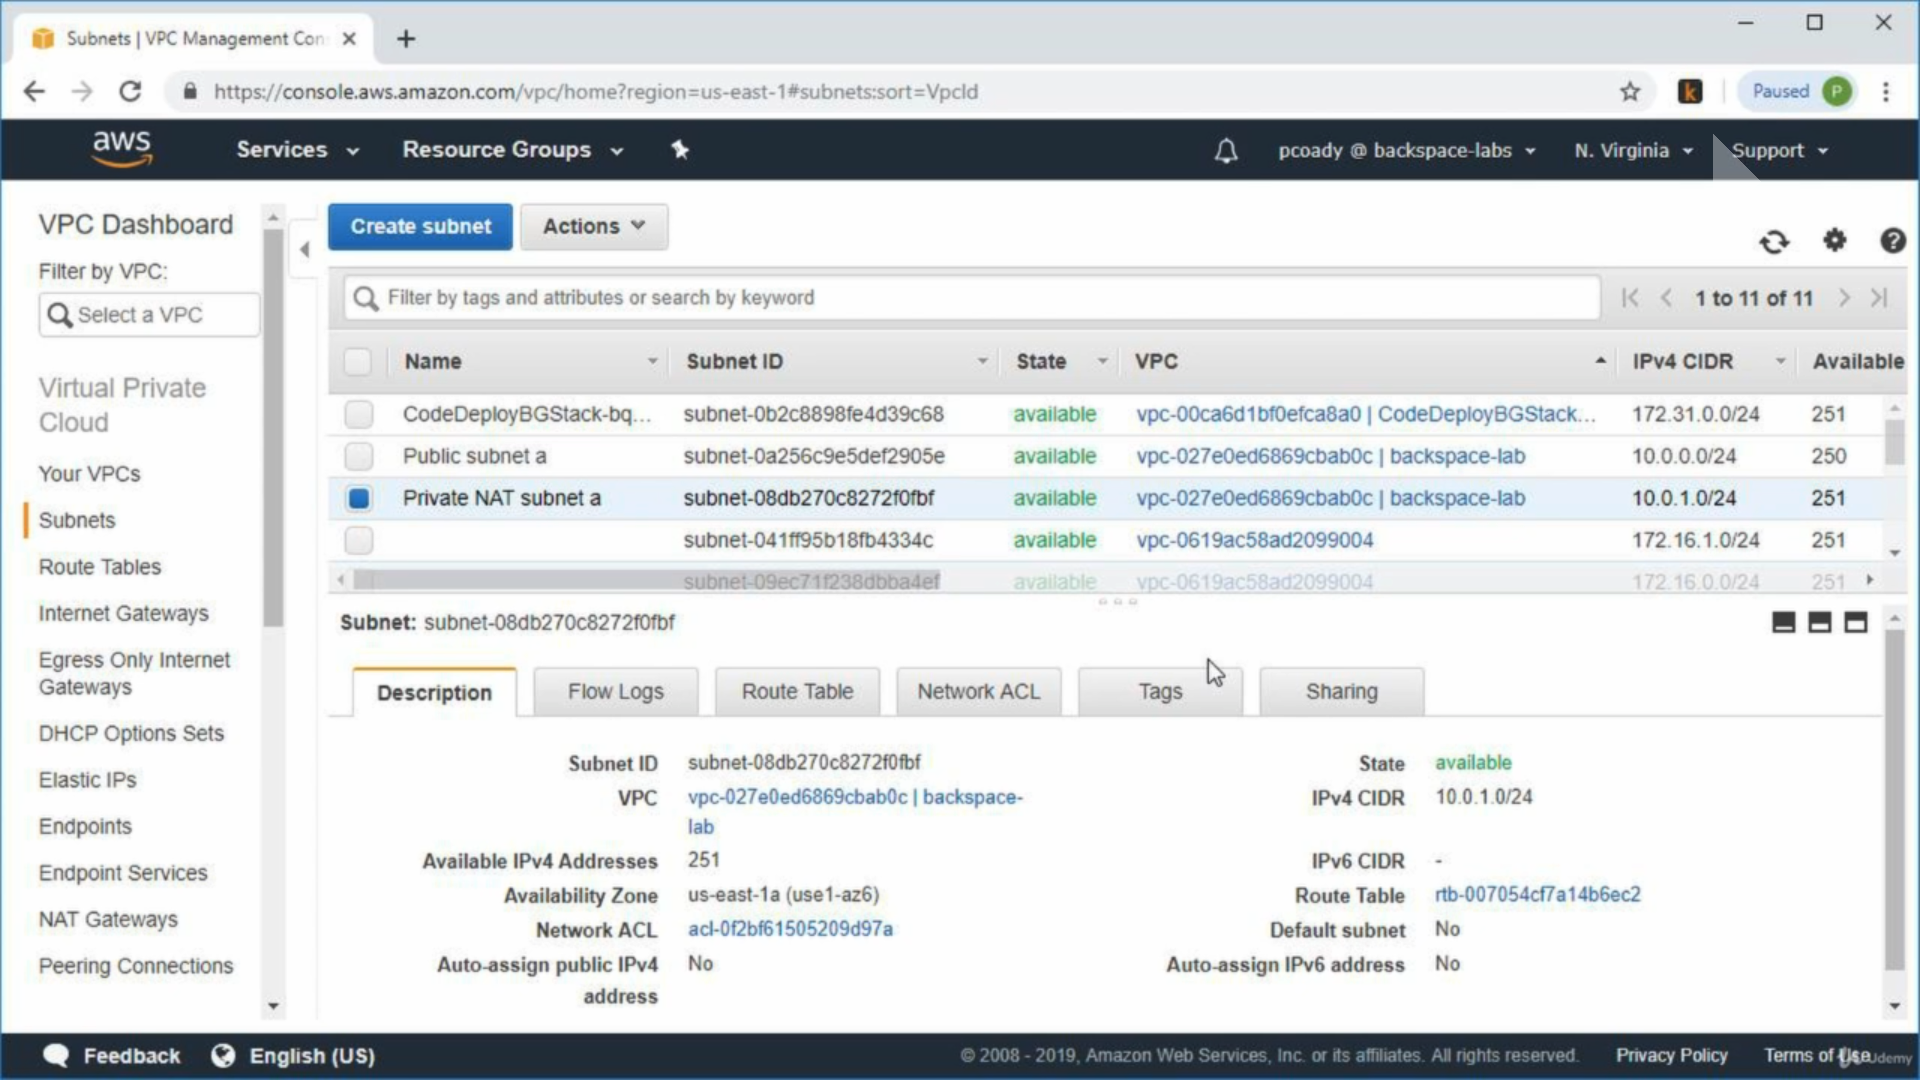 Subnets | VPC Management Con
https://console.aws.amazon.com/vpc/home?region=us-east-1#subnets:sort=VpcId
k
Paused
P
aws
Services
Resource Groups
pcoady @ backspace-labs
N. Virginia
Support
VPC Dashboard
Filter by VPC:
Select a VPC
Virtual Private
Cloud
Your VPCs
Subnets
Route Tables
Internet Gateways
Egress Only Internet
Gateways
DHCP Options Sets
Elastic IPs
Endpoints
Endpoint Services
NAT Gateways
Peering Connections
Create subnet
Actions
Filter by tags and attributes or search by keyword
1 to 11 of 11
Name Subnet ID State VPC IPv4 CIDR Available
CodeDeployBGStack-bq... subnet-0b2c8898fe4d39c68 available vpc-00ca6d1bf0efca8a0 | CodeDeployBGStack... 172.31.0.0/24 251
Public subnet a subnet-0a256c9e5def2905e available vpc-027e0ed6869cbab0c | backspace-lab 10.0.0.0/24 250
Private NAT subnet a subnet-08db270c8272f0fbf available vpc-027e0ed6869cbab0c | backspace-lab 10.0.1.0/24 251
subnet-041ff95b18fb4334c available vpc-0619ac58ad2099004 172.16.1.0/24 251
subnet-09ec71f238dbba4ef available vpc-0619ac58ad2099004 172.16.0.0/24 251
Subnet: subnet-08db270c8272f0fbf
Description
Flow Logs
Route Table
Network ACL
Tags
Sharing
Subnet ID subnet-08db270c8272f0fbf State available
VPC vpc-027e0ed6869cbab0c | backspace- IPv4 CIDR 10.0.1.0/24
lab
Available IPv4 Addresses 251 IPv6 CIDR -
Availability Zone us-east-1a (use1-az6) Route Table rtb-007054cf7a14b6ec2
Network ACL acl-0f2bf61505209d97a Default subnet No
Auto-assign public IPv4 No Auto-assign IPv6 address No
address
Feedback
English (US)
© 2008 - 2019, Amazon Web Services, Inc. or its affiliates. All rights reserved.
Privacy Policy
Terms of Use
Udemy